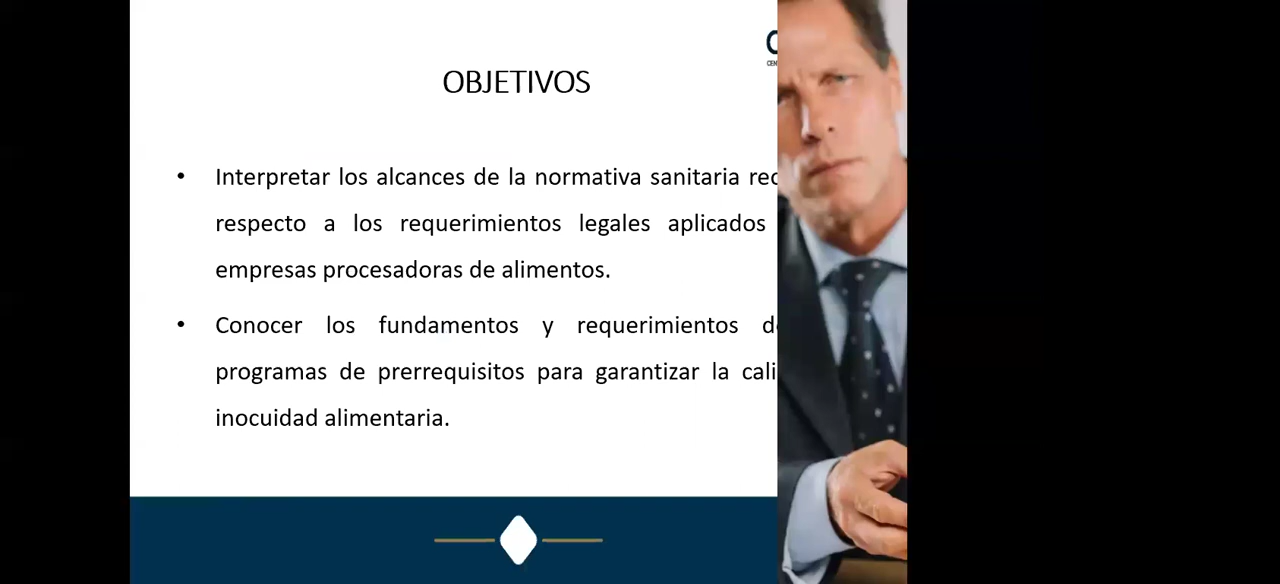 OBJETIVOS
• Interpretar los alcances de la normativa sanitaria
respecto a los requerimientos legales aplicados
empresas procesadoras de alimentos.
• Conocer los fundamentos y requerimientos
programas de prerrequisitos para garantizar la
inocuidad alimentaria.